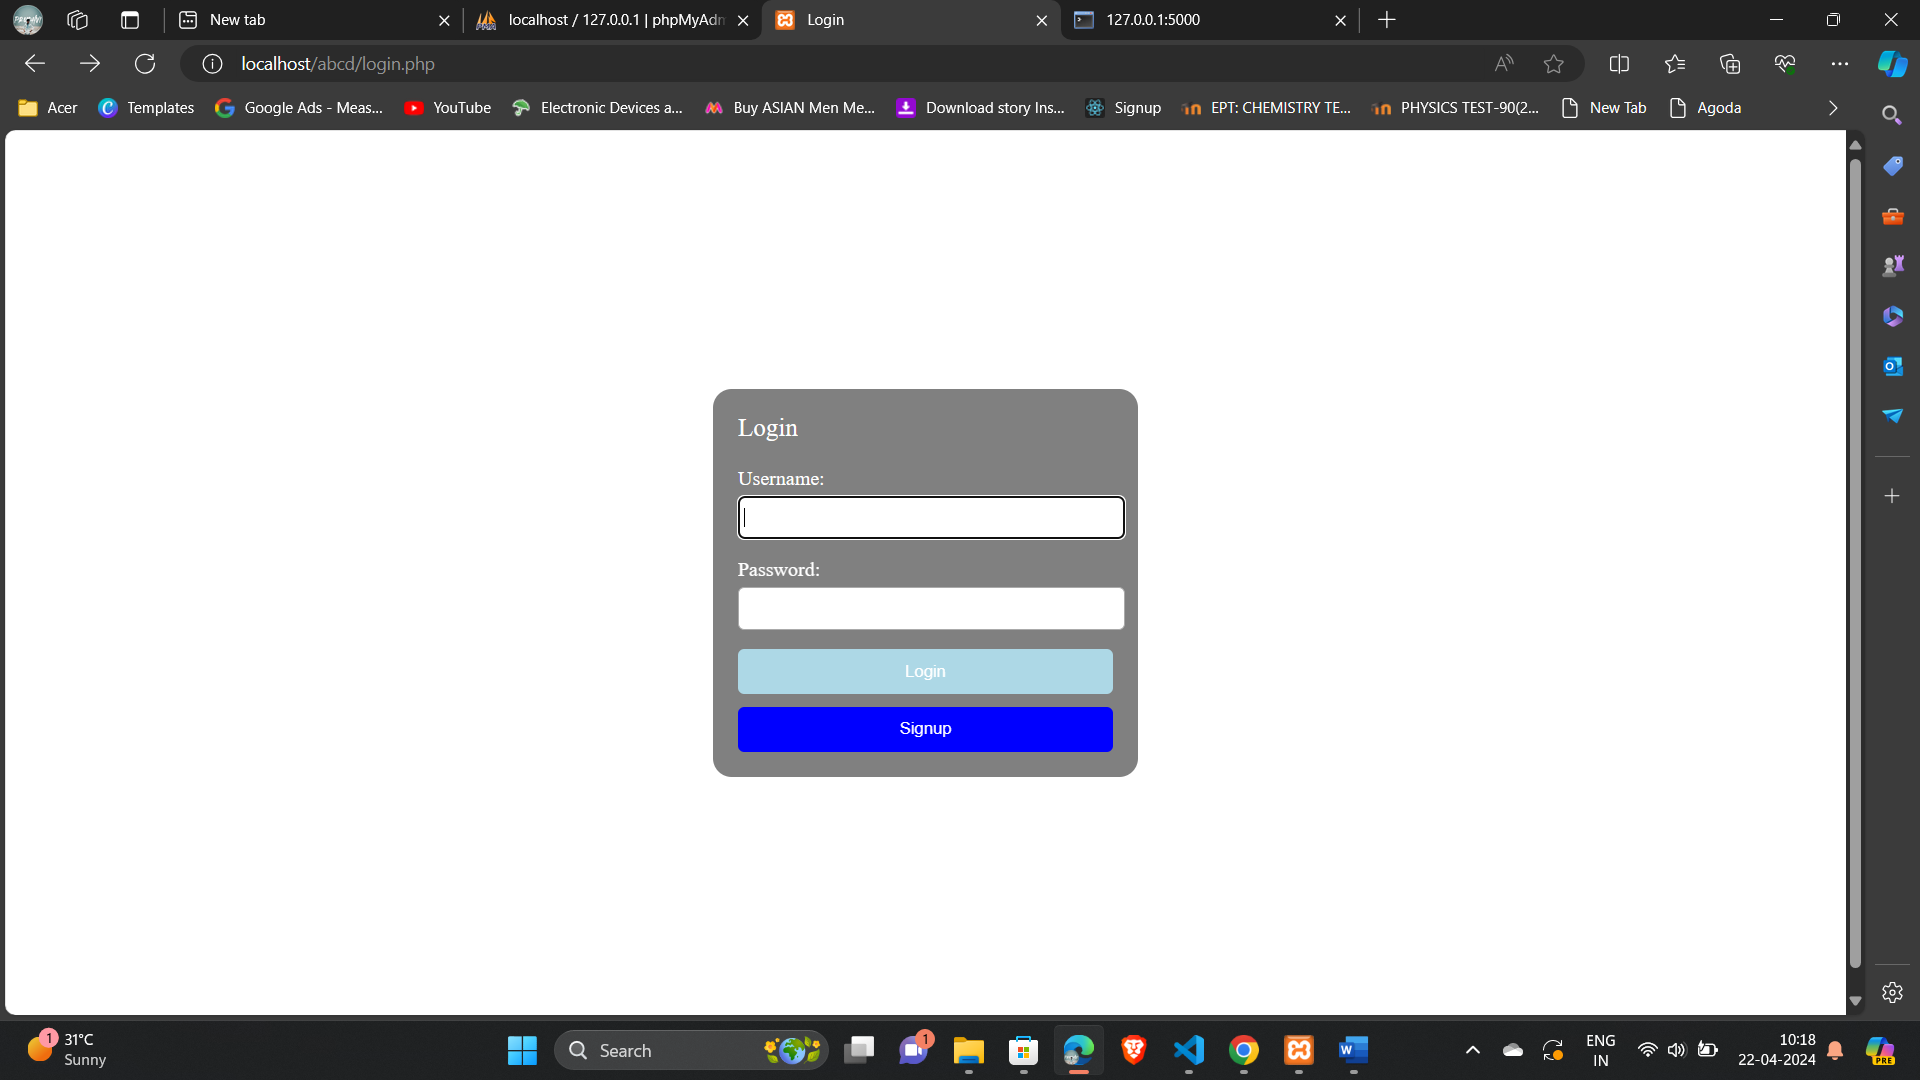 New tab
localhost / 127.0.0.1 | phpMyAdm
Login
127.0.0.1:5000
localhost/abcd/login.php
Acer
Templates
Google Ads - Meas...
YouTube
Electronic Devices a...
Buy ASIAN Men Me...
Download story Ins...
Signup
EPT: CHEMISTRY TE...
PHYSICS TEST-90(2...
New Tab
Agoda
Login
Username:
Password:
Login
Signup
1
31°C
Sunny
Search
1
ENG
IN
10:18
22-04-2024
PRE